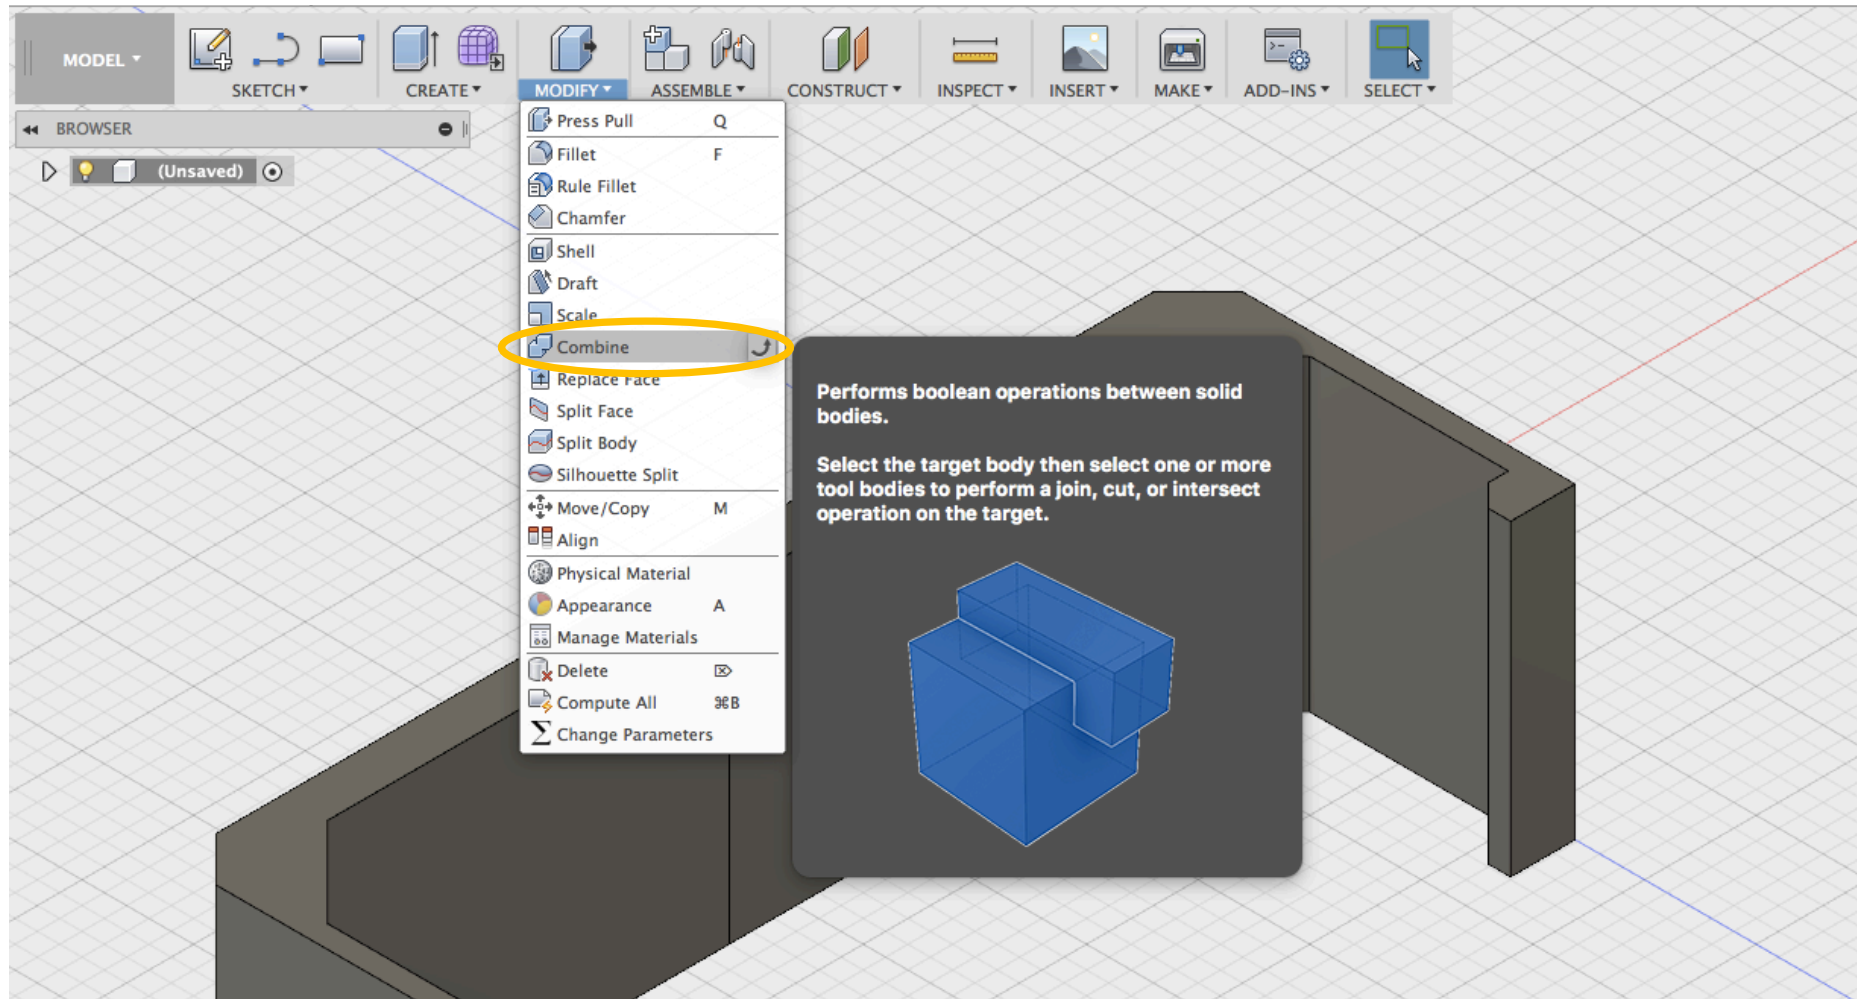 MODEL
SKETCH
CREATE
MODIFY
ASSEMBLE
CONSTRUCT
INSPECT
INSERT
MAKE
ADD-INS
SELECT
BROWSER
(Unsaved)
Press Pull Q
Fillet F
Rule Fillet
Chamfer
Shell
Draft
Scale
Combine
Replace Face
Split Face
Split Body
Silhouette Split
Move/Copy M
Align
Physical Material
Appearance A
Manage Materials
Delete ⌦
Compute All ⌘B
Change Parameters
Performs boolean operations between solid
bodies.
Select the target body then select one or more
tool bodies to perform a join, cut, or intersect
operation on the target.